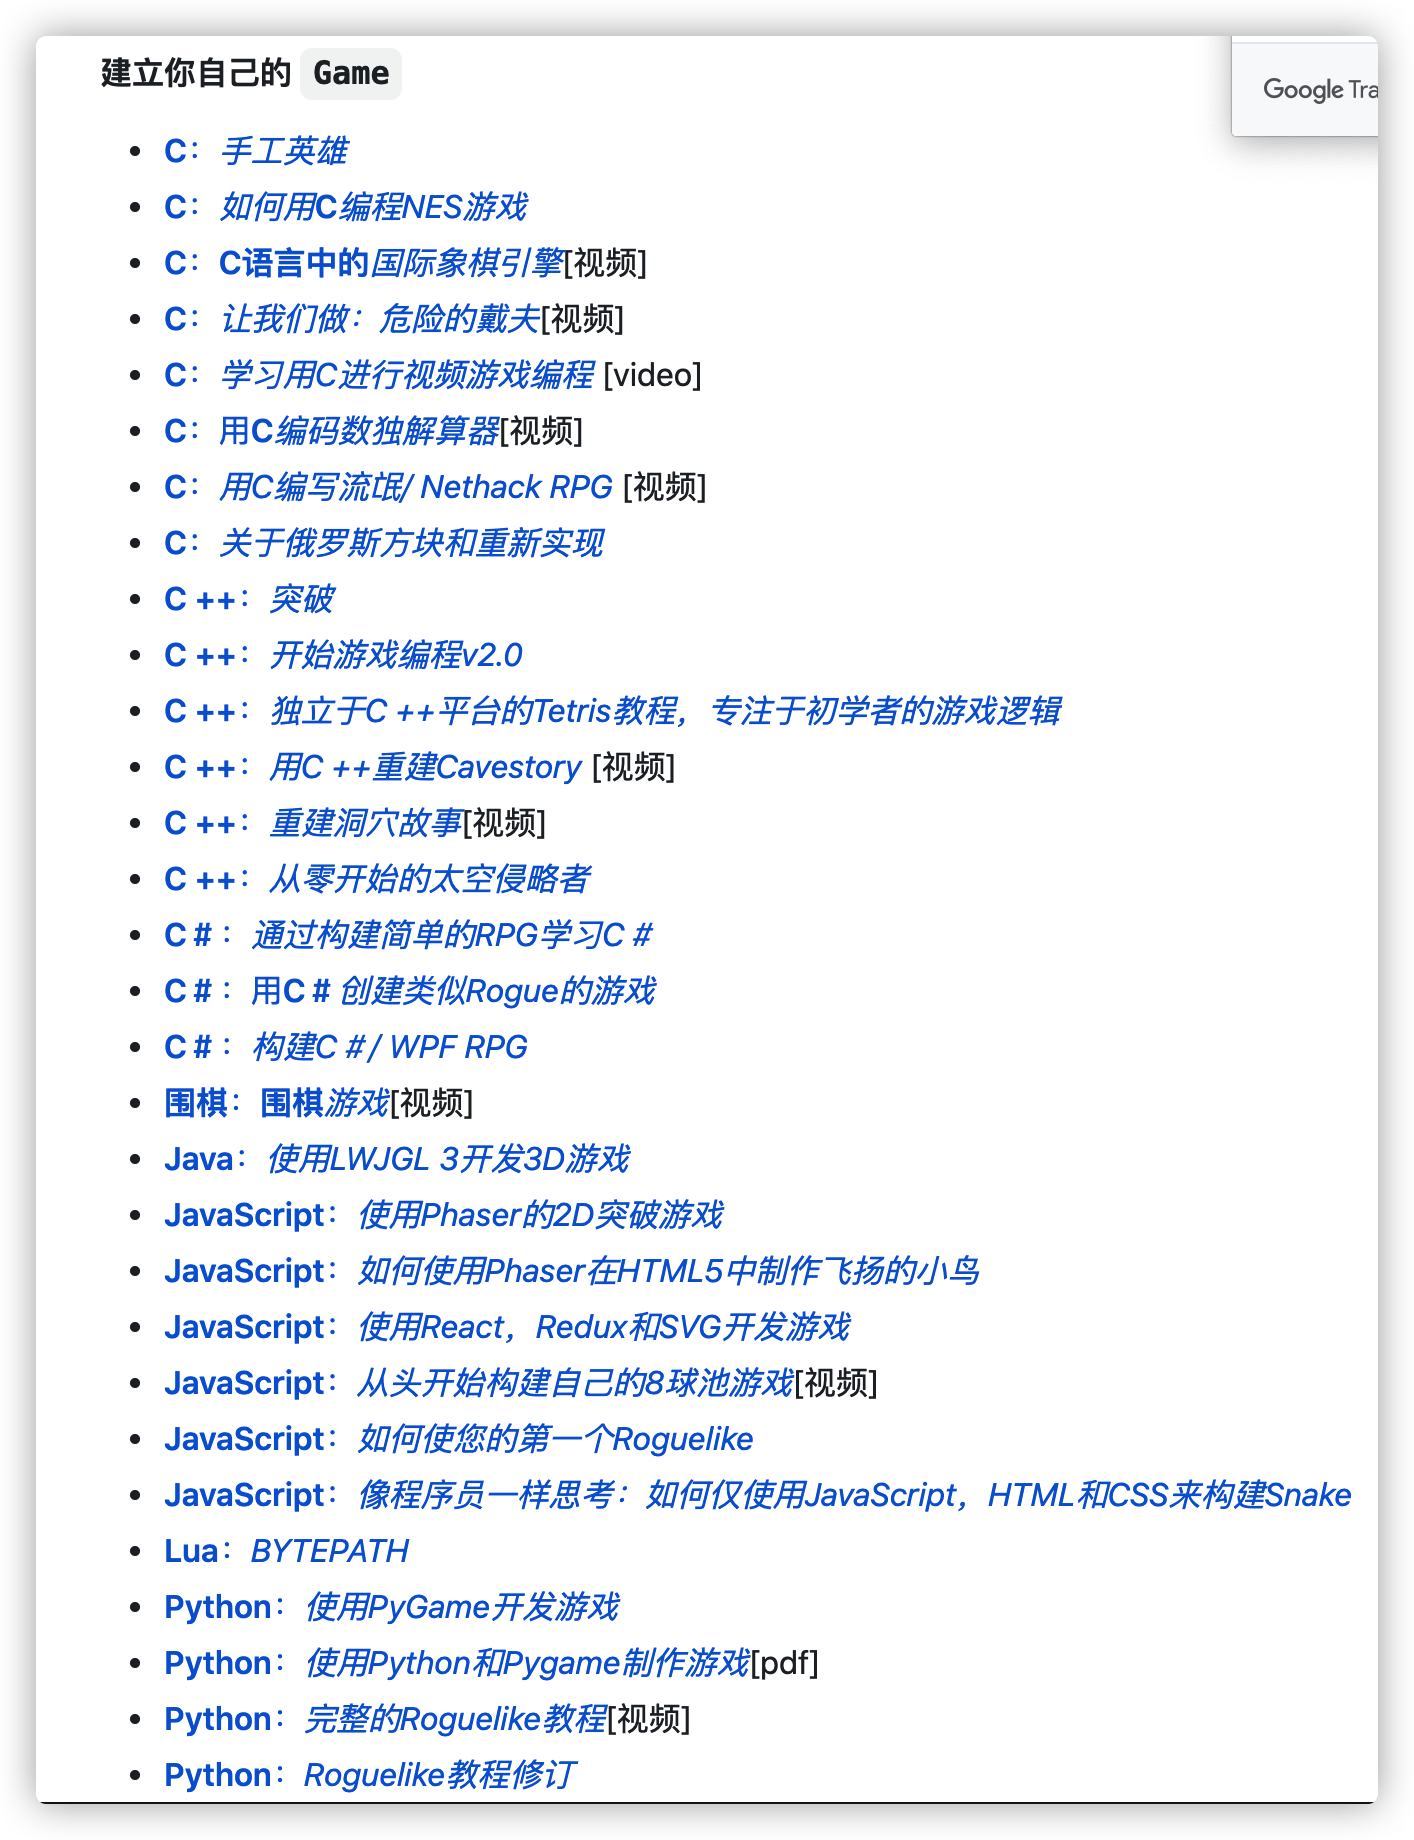 建立你自己的 Game
Google Tra
C：手工英雄
C：如何用C编程NES游戏
C：C语言中的国际象棋引擎[视频]
C：让我们做：危险的戴夫[视频]
C：学习用C进行视频游戏编程 [video]
C：用C编码数独解算器[视频]
C：用C编写流氓/ Nethack RPG [视频]
C：关于俄罗斯方块和重新实现
C ++：突破
C ++：开始游戏编程v2.0
C ++：独立于C ++平台的Tetris教程，专注于初学者的游戏逻辑
C ++：用C ++重建Cavestory [视频]
C ++：重建洞穴故事[视频]
C ++：从零开始的太空侵略者
C＃：通过构建简单的RPG学习C＃
C＃：用C＃创建类似Rogue的游戏
C＃：构建C＃/ WPF RPG
围棋：围棋游戏[视频]
Java：使用LWJGL 3开发3D游戏
JavaScript：使用Phaser的2D突破游戏
JavaScript：如何使用Phaser在HTML5中制作飞扬的小鸟
JavaScript：使用React，Redux和SVG开发游戏
JavaScript：从头开始构建自己的8球池游戏[视频]
JavaScript：如何使您的第一个Roguelike
JavaScript：像程序员一样思考：如何仅使用JavaScript，HTML和CSS来构建Snake
Lua：BYTEPATH
Python：使用PyGame开发游戏
Python：使用Python和Pygame制作游戏[pdf]
Python：完整的Roguelike教程[视频]
Python：Roguelike教程修订